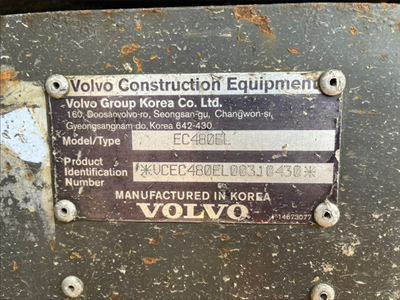 Volvo Construction Equipment
Volvo Group Korea Co. Ltd.
160, Doosanvolvo-ro, Seongsan-gu, Changwon-si,
Gyeongsangnam-do, Korea 642-430.
Model/Type EC480EL
Product
Identification *VCEC480EL00310430*
Number
MANUFACTURED IN KOREA
VOLVO
14673077